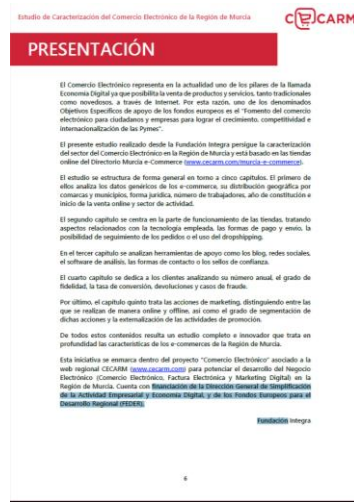 Estudio de Caracterización del Comercio Electrónico de la Región de Murcia
CECARM
PRESENTACIÓN
El Comercio Electrónico representa en la actualidad uno de los pilares de la llamada
Economía Digital ya que posibilita la venta de productos y servicios, tanto tradicionales
como novedosos, a través de Internet. Por esta razón, uno de los denominados
Objetivos Específicos de apoyo de los fondos europeos es el "Fomento del comercio
electrónico para ciudadanos y empresas para lograr el crecimiento, competitividad e
internacionalización de las Pymes".
El presente estudio realizado desde la Fundación Integra persigue la caracterización
del sector del Comercio Electrónico en la Región de Murcia y está basado en las tiendas
online del Directorio Murcia e-Commerce (www.cecarm.com/murcia-e-commerce).
El estudio se estructura de forma general en torno a cinco capítulos. El primero de
ellos analiza los datos genéricos de los e-commerce, su distribución geográfica por
comarcas y municipios, forma jurídica, número de trabajadores, año de constitución e
inicio de la venta online y sector de actividad.
El segundo capítulo se centra en la parte de funcionamiento de las tiendas, tratando
aspectos relacionados con la tecnología empleada, las formas de pago y envío, la
posibilidad de seguimiento de los pedidos o el uso del dropshipping.
En el tercer capítulo se analizan herramientas de apoyo como los blog, redes sociales,
el software de análisis, las formas de contacto o los sellos de confianza.
El cuarto capítulo se dedica a los clientes analizando su número anual, el grado de
fidelidad, la tasa de conversión, devoluciones y casos de fraude.
Por último, el capítulo quinto trata las acciones de marketing, distinguiendo entre las
que se realizan de manera online y offline, así como el grado de segmentación de
dichas acciones y la externalización de las actividades de promoción.
De todos estos contenidos resulta un estudio completo e innovador que trata en
profundidad las características de los e-commerces de la Región de Murcia.
Esta iniciativa se enmarca dentro del proyecto "Comercio Electrónico" asociado a la
web regional CECARM (www.cecarm.com) para potenciar el desarrollo del Negocio
Electrónico (Comercio Electrónico, Factura Electrónica y Marketing Digital) en la
Región de Murcia. Cuenta con financiación de la Dirección General de Simplificación
de la Actividad Empresarial y Economía Digital, y de los Fondos Europeos para el
Desarrollo Regional (FEDER).
Fundación Integra
6